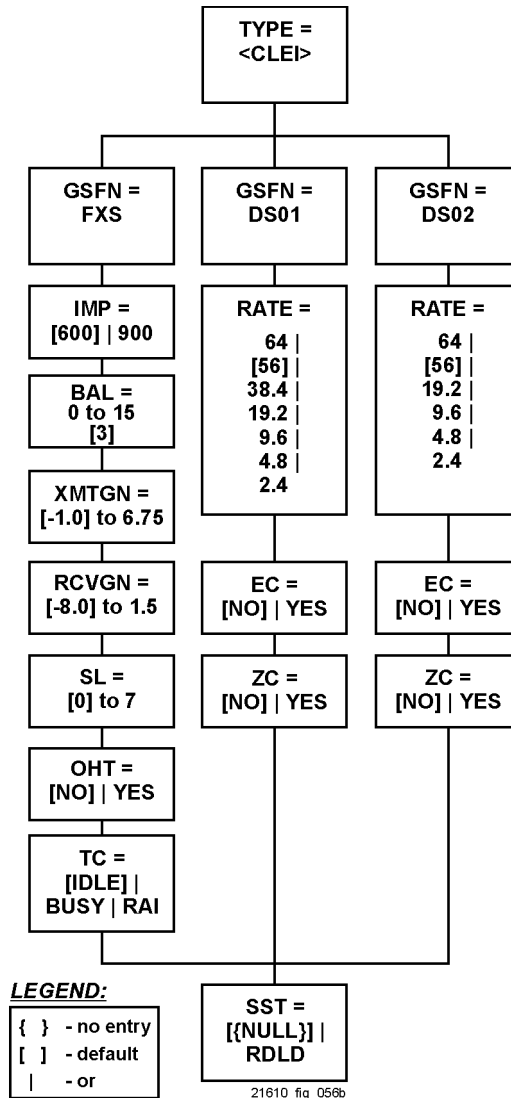 TYPE =
<CLEI>
GSFN =
FXS
IMP =
[600] | 900
BAL =
0 to 15
[3]
XMTGN =
[-1.0] to 6.75
RCVGN =
[-8.0] to 1.5
SL =
[0] to 7
OHT =
[NO] | YES
TC =
[IDLE] |
BUSY | RAI
GSFN =
DS01
RATE =
64 |
[56] |
38.4 |
19.2 |
9.6 |
4.8 |
2.4
EC =
[NO] | YES
ZC =
[NO] | YES
GSFN =
DS02
RATE =
64 |
[56] |
19.2 |
9.6 |
4.8 |
2.4
EC =
[NO] | YES
ZC =
[NO] | YES
SST =
[{NULL}] |
RDLD
LEGEND:
{ } - no entry
[ ] - default
| - or
21610_fig_056b